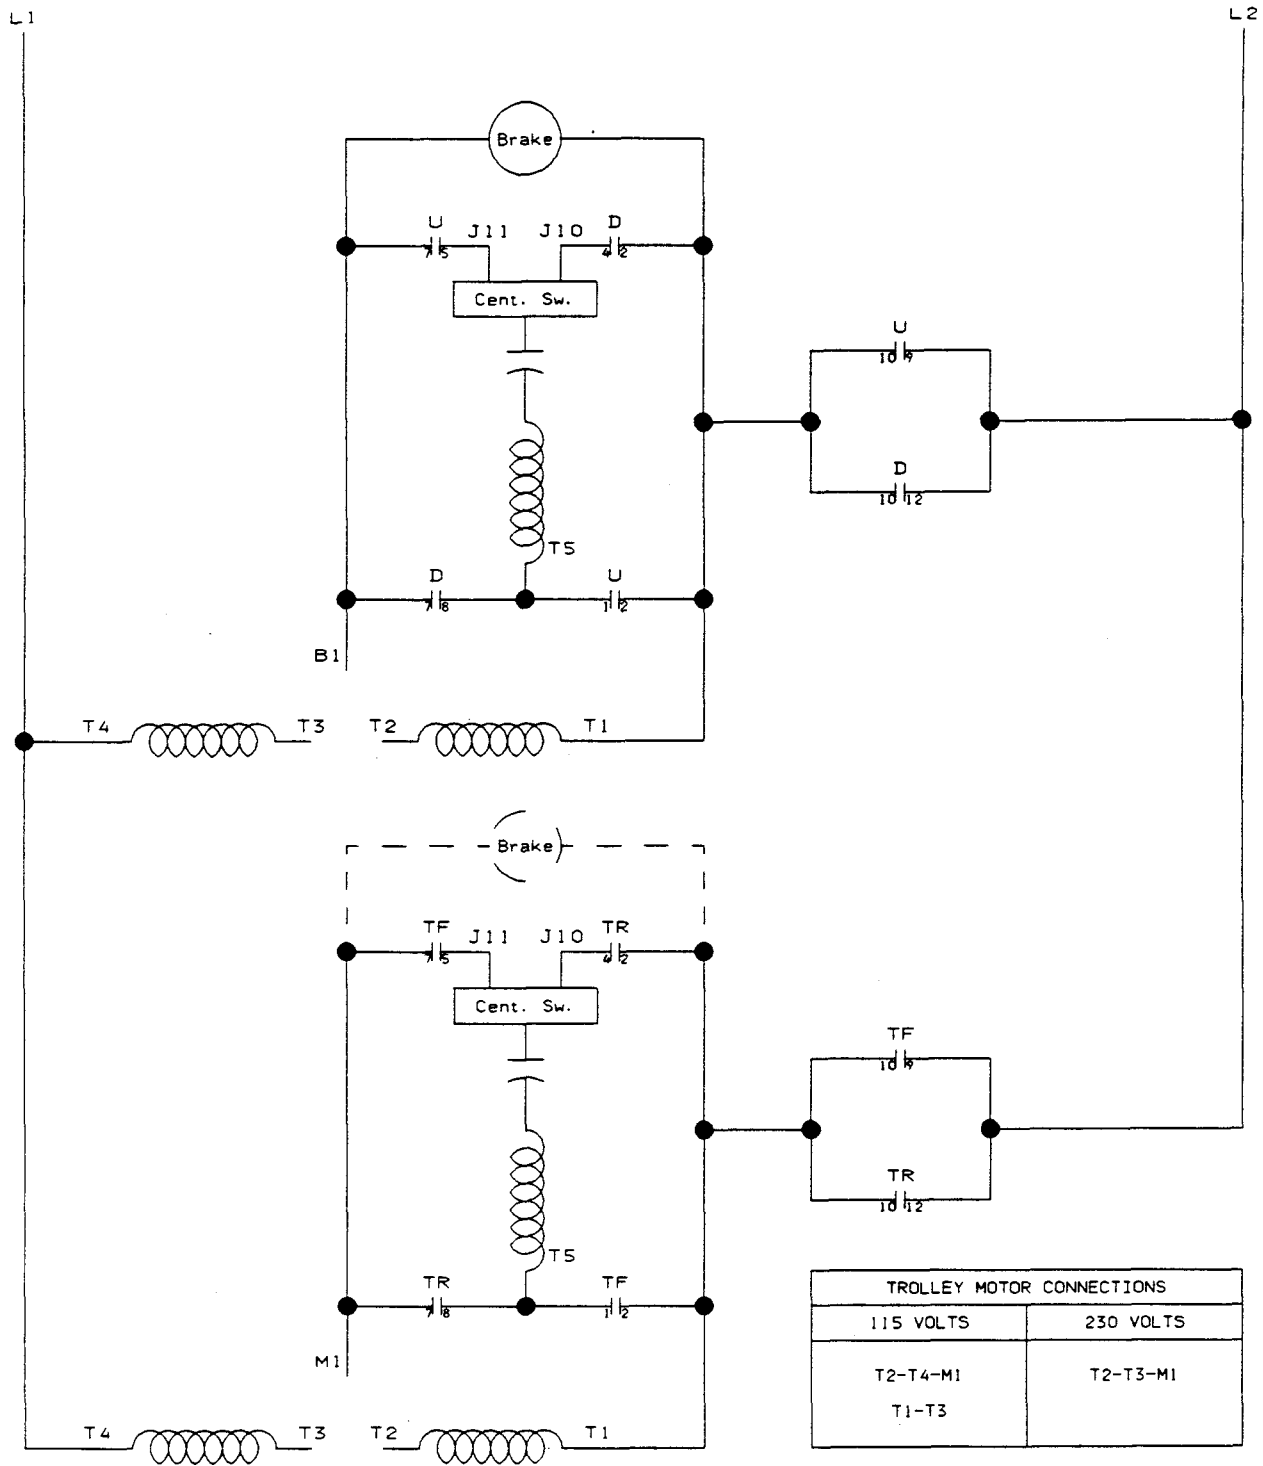 L1 L2
Brake
U J11 J10 D
7 5 4 2
Cent. Sw.
U
10 9
D
10 12
T5
D U
7 8 1 2
B1
T4 T3 T2 T1
Brake
TF J11 J10 TR
7 5 4 2
Cent. Sw.
TF
10 9
TR
10 12
T5
TR TF
7 8 1 2
M1
T4 T3 T2 T1
TROLLEY MOTOR CONNECTIONS
115 VOLTS 230 VOLTS
T2-T4-M1 T2-T3-M1
T1-T3